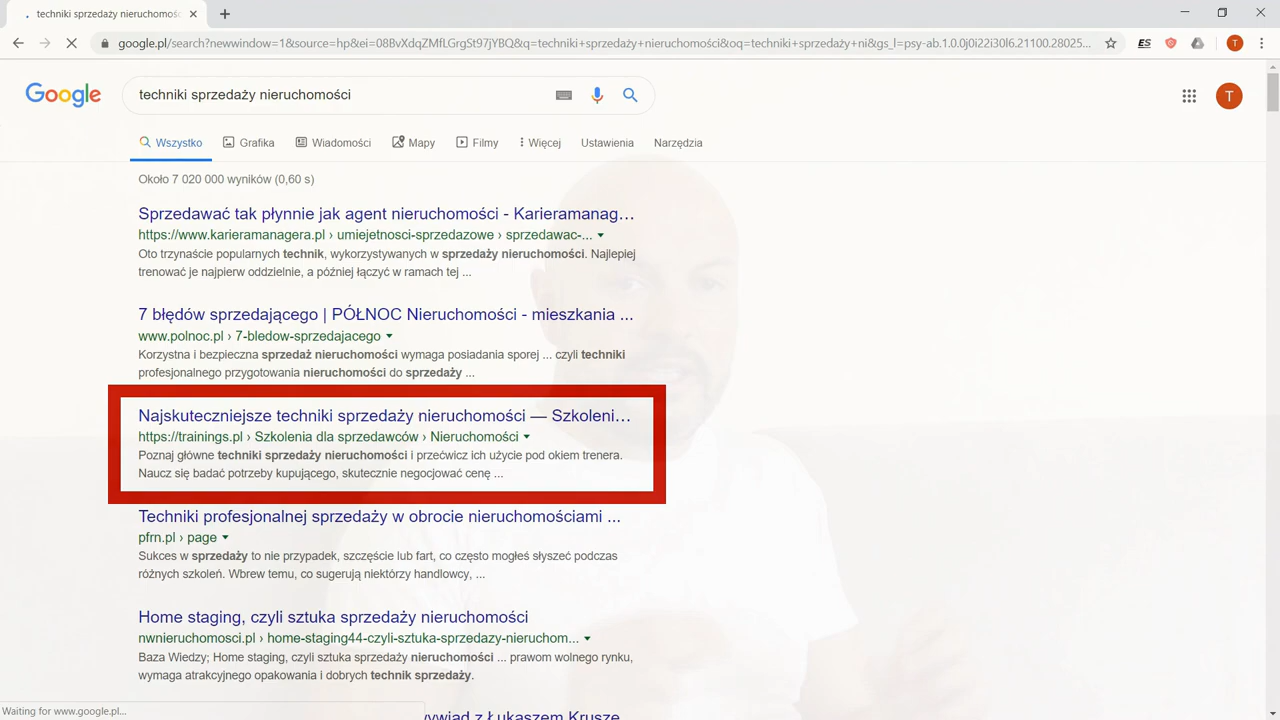 techniki sprzedaży nieruchomośc
google.pl/search?newwindow=1&source=hp&ei=08BvXdqZMfLGrgSt97jYBQ&q=techniki+sprzedaży+nieruchomości&oq=techniki+sprzedaży+ni&gs_l=psy-ab.1.0.0j0i22i30l6.21100.28025...
ES
T
Google
techniki sprzedaży nieruchomości
T
Wszystko Grafika Wiadomości Mapy Filmy Więcej Ustawienia Narzędzia
Około 7 020 000 wyników (0,60 s)
Sprzedawać tak płynnie jak agent nieruchomości - Karieramanag...
https://www.karieramanagera.pl › umiejetnosci-sprzedazowe › sprzedawac-...
Oto trzynaście popularnych technik, wykorzystywanych w sprzedaży nieruchomości. Najlepiej
trenować je najpierw oddzielnie, a później łączyć w ramach tej ...
7 błędów sprzedającego | PÓŁNOC Nieruchomości - mieszkania ...
www.polnoc.pl › 7-bledow-sprzedajacego
Korzystna i bezpieczna sprzedaż nieruchomości wymaga posiadania sporej ... czyli techniki
profesjonalnego przygotowania nieruchomości do sprzedaży ...
Najskuteczniejsze techniki sprzedaży nieruchomości — Szkoleni...
https://trainings.pl › Szkolenia dla sprzedawców › Nieruchomości
Poznaj główne techniki sprzedaży nieruchomości i przećwicz ich użycie pod okiem trenera.
Naucz się badać potrzeby kupującego, skutecznie negocjować cenę ...
Techniki profesjonalnej sprzedaży w obrocie nieruchomościami ...
pfrn.pl › page
Sukces w sprzedaży to nie przypadek, szczęście lub fart, co często mogłeś słyszeć podczas
różnych szkoleń. Wbrew temu, co sugerują niektórzy handlowcy, ...
Home staging, czyli sztuka sprzedaży nieruchomości
nwnieruchomosci.pl › home-staging44-czyli-sztuka-sprzedazy-nieruchom...
Baza Wiedzy; Home staging, czyli sztuka sprzedaży nieruchomości ... prawom wolnego rynku,
wymaga atrakcyjnego opakowania i dobrych technik sprzedaży.
Waiting for www.google.pl...
z Łukaszem Krusze